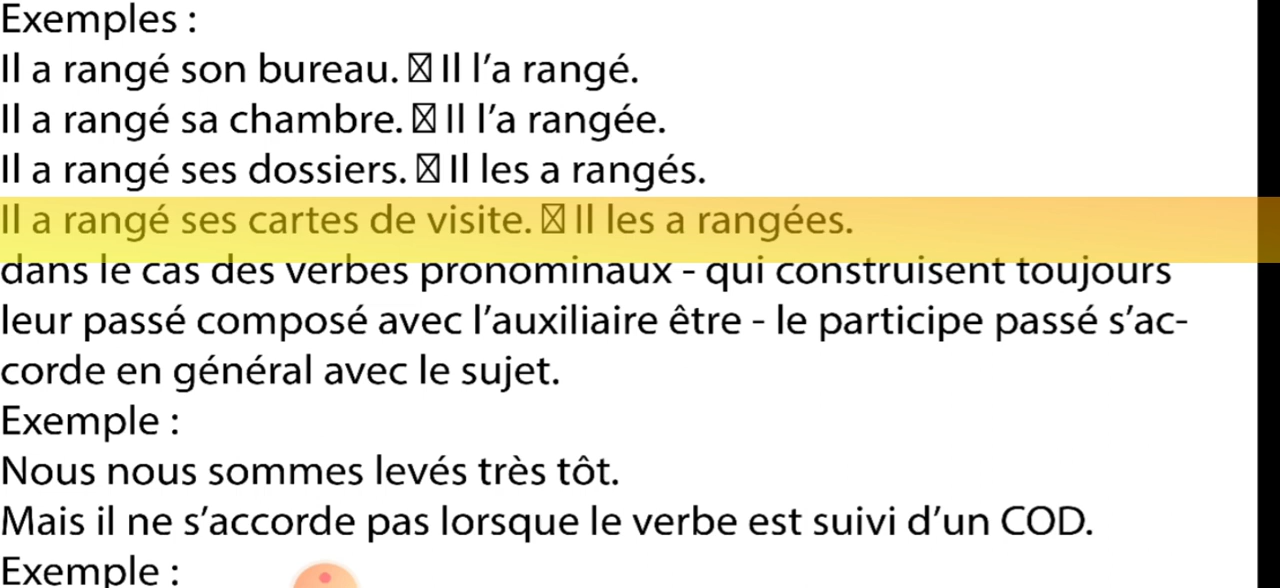 Exemples :
Il a rangé son bureau. Il l’a rangé.
Il a rangé sa chambre. Il l’a rangée.
Il a rangé ses dossiers. Il les a rangés.
Il a rangé ses cartes de visite. Il les a rangées.
dans le cas des verbes pronominaux - qui construisent toujours
leur passé composé avec l’auxiliaire être - le participe passé s’ac-
corde en général avec le sujet.
Exemple :
Nous nous sommes levés très tôt.
Mais il ne s’accorde pas lorsque le verbe est suivi d’un COD.
Exemple :